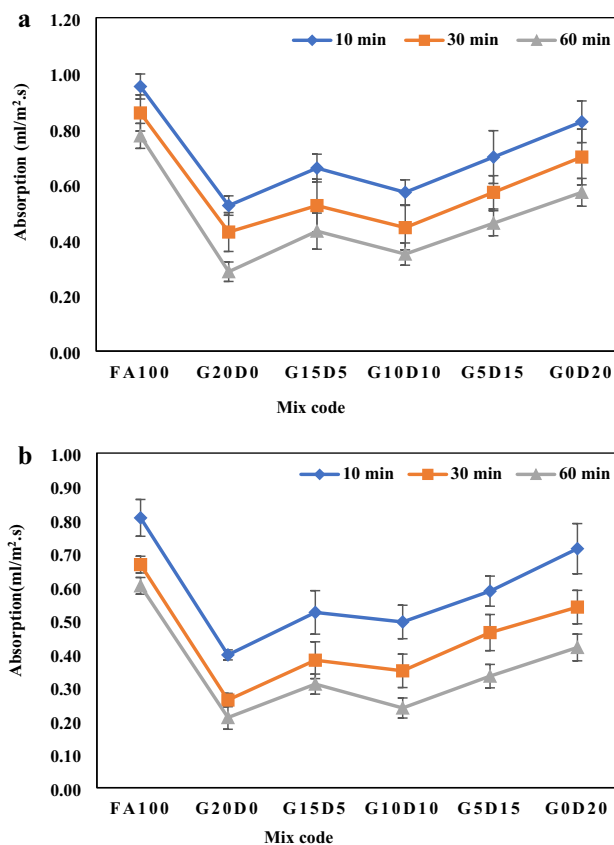 a
1.20
10 min 30 min 60 min
1.00
0.80
0.60
0.40
0.20
0.00
Absorption (ml/m².s)
FA100 G20D0 G15D5 G10D10 G5D15 G0D20
Mix code
b
1.00
10 min 30 min 60 min
0.90
0.80
0.70
0.60
0.50
0.40
0.30
0.20
0.10
0.00
Absorption(ml/m².s)
FA100 G20D0 G15D5 G10D10 G5D15 G0D20
Mix code